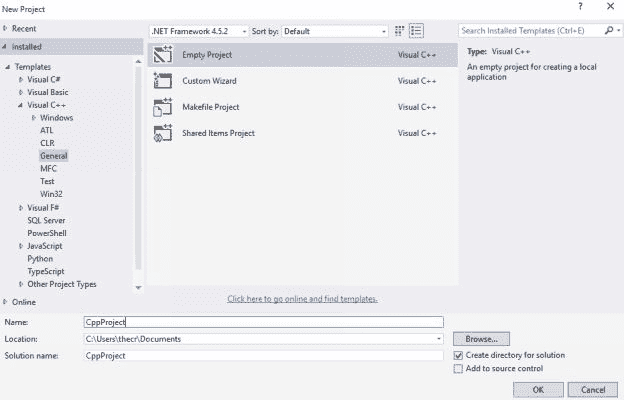 New Project
? X
Recent
Installed
.NET Framework 4.5.2 Sort by: Default
Search Installed Templates (Ctrl+E)
Templates
Visual C#
Visual Basic
Visual C++
Windows
ATL
CLR
General
MFC
Test
Win32
Visual F#
SQL Server
PowerShell
JavaScript
Python
TypeScript
Other Project Types
Online
Empty Project Visual C++
Custom Wizard Visual C++
Makefile Project Visual C++
Shared Items Project Visual C++
Click here to go online and find templates.
Type: Visual C++
An empty project for creating a local
application
Name: CppProject
Location: C:\Users\thecr\Documents
Browse...
Solution name: CppProject
Create directory for solution
Add to source control
OK Cancel